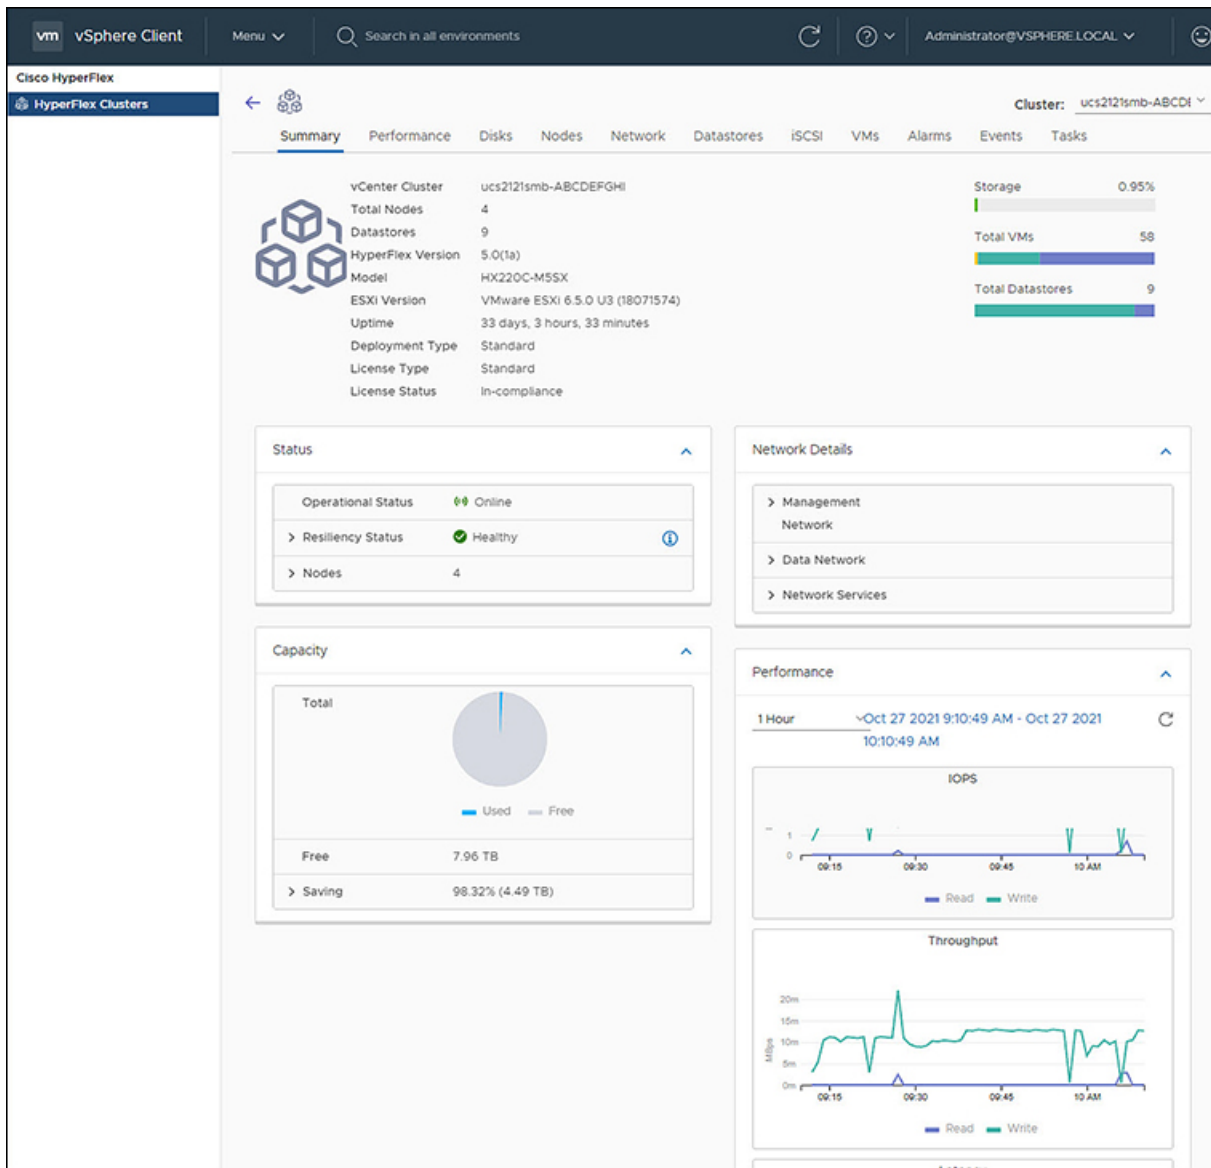 vm vSphere Client Menu Search in all environments Administrator@VSPHERE.LOCAL
Cisco HyperFlex
HyperFlex Clusters
Cluster: ucs2121smb-ABCDE
Summary Performance Disks Nodes Network Datastores iSCSI VMs Alarms Events Tasks
vCenter Cluster ucs2121smb-ABCDEFGHI
Total Nodes 4
Datastores 9
HyperFlex Version 5.0(1a)
Model HX220C-M5SX
ESXi Version VMware ESXi 6.5.0 U3 (18071574)
Uptime 33 days, 3 hours, 33 minutes
Deployment Type Standard
License Type Standard
License Status In-compliance
Storage 0.95%
Total VMs 58
Total Datastores 9
Status
Operational Status Online
Resiliency Status Healthy
Nodes 4
Network Details
Management
Network
Data Network
Network Services
Capacity
Total
Used Free
Free 7.96 TB
Saving 98.32% (4.49 TB)
Performance
1 Hour Oct 27 2021 9:10:49 AM - Oct 27 2021
10:10:49 AM
IOPS
1
0
09:15 09:30 09:45 10 AM
Read Write
Throughput
20m
15m
10m
5m
0m
MBps
09:15 09:30 09:45 10 AM
Read Write